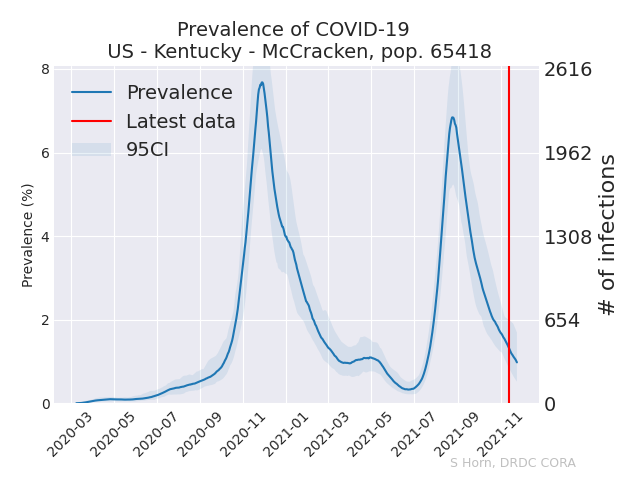 Prevalence of COVID-19
US - Kentucky - McCracken, pop. 65418
Prevalence
Latest data
95CI
Prevalence (%)
8
6
4
2
0
2616
1962
1308
654
0
# of infections
2020-03
2020-05
2020-07
2020-09
2020-11
2021-01
2021-03
2021-05
2021-07
2021-09
2021-11
S Horn, DRDC CORA